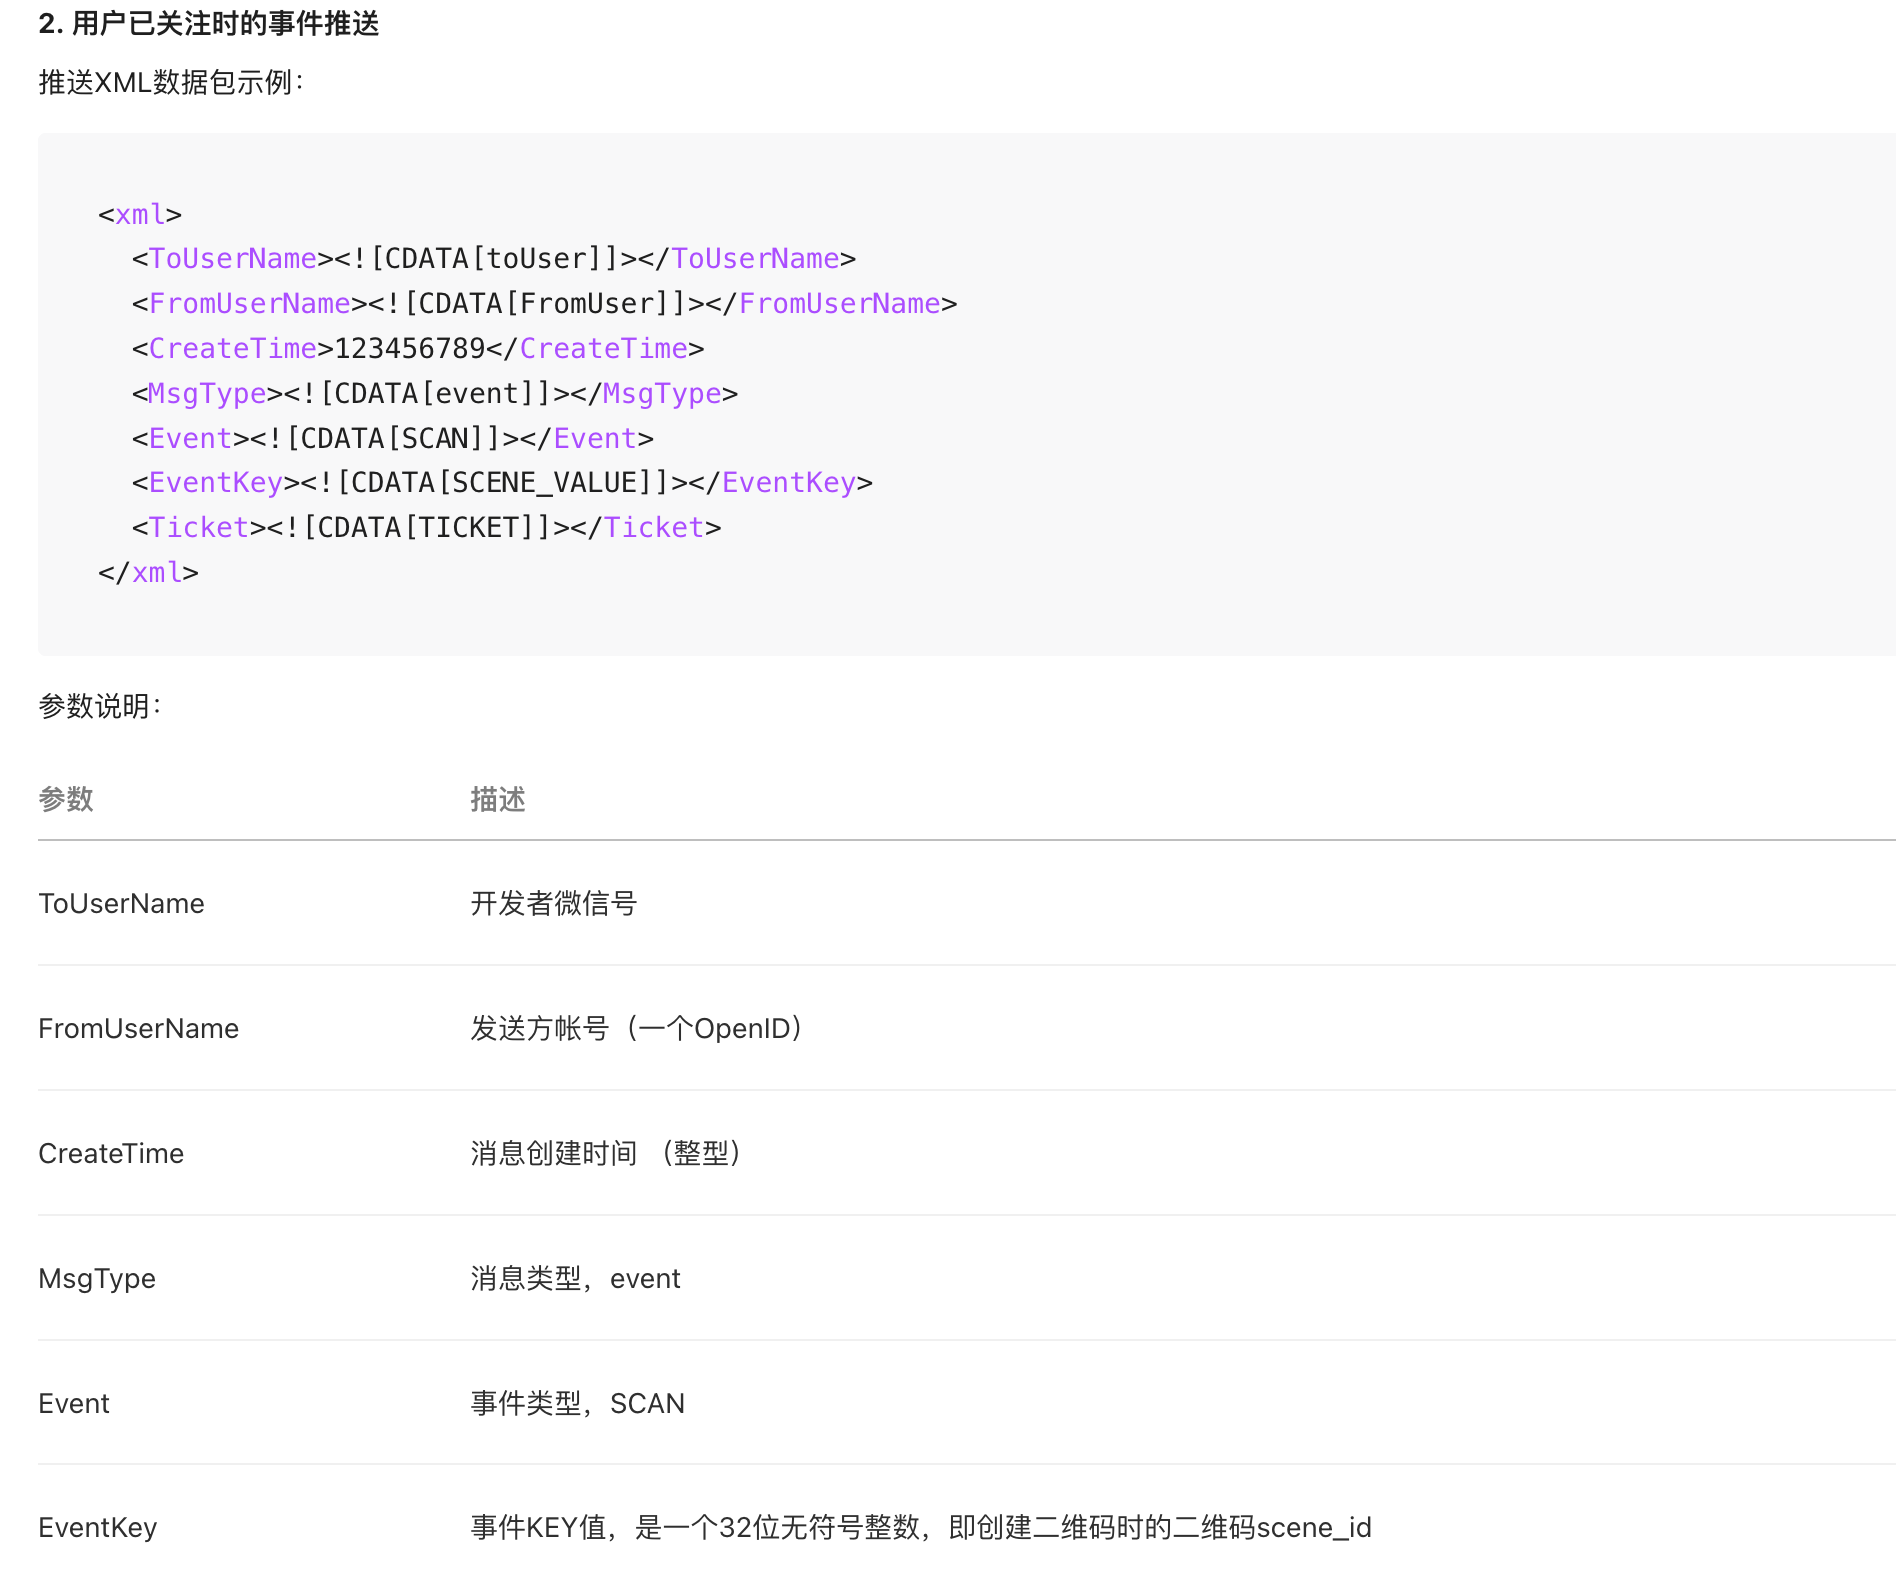 2. 用户已关注时的事件推送
推送XML数据包示例：
<xml>
  <ToUserName><![CDATA[toUser]]></ToUserName>
  <FromUserName><![CDATA[FromUser]]></FromUserName>
  <CreateTime>123456789</CreateTime>
  <MsgType><![CDATA[event]]></MsgType>
  <Event><![CDATA[SCAN]]></Event>
  <EventKey><![CDATA[SCENE_VALUE]]></EventKey>
  <Ticket><![CDATA[TICKET]]></Ticket>
</xml>
参数说明：
参数 描述
ToUserName 开发者微信号
FromUserName 发送方帐号（一个OpenID）
CreateTime 消息创建时间 （整型）
MsgType 消息类型，event
Event 事件类型，SCAN
EventKey 事件KEY值，是一个32位无符号整数，即创建二维码时的二维码scene_id